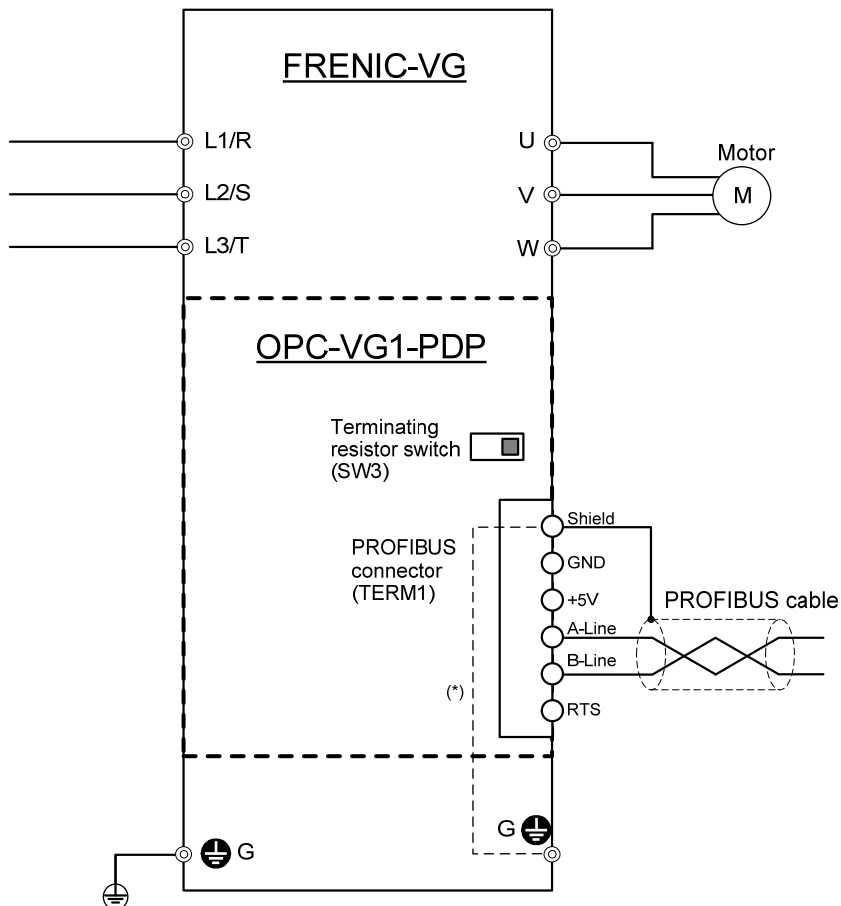 FRENIC-VG
L1/R
U
Motor
L2/S
V
M
L3/T
W
OPC-VG1-PDP
Terminating
resistor switch
(SW3)
PROFIBUS
connector
(TERM1)
Shield
GND
+5V
PROFIBUS cable
A-Line
B-Line
(*)
RTS
G
G